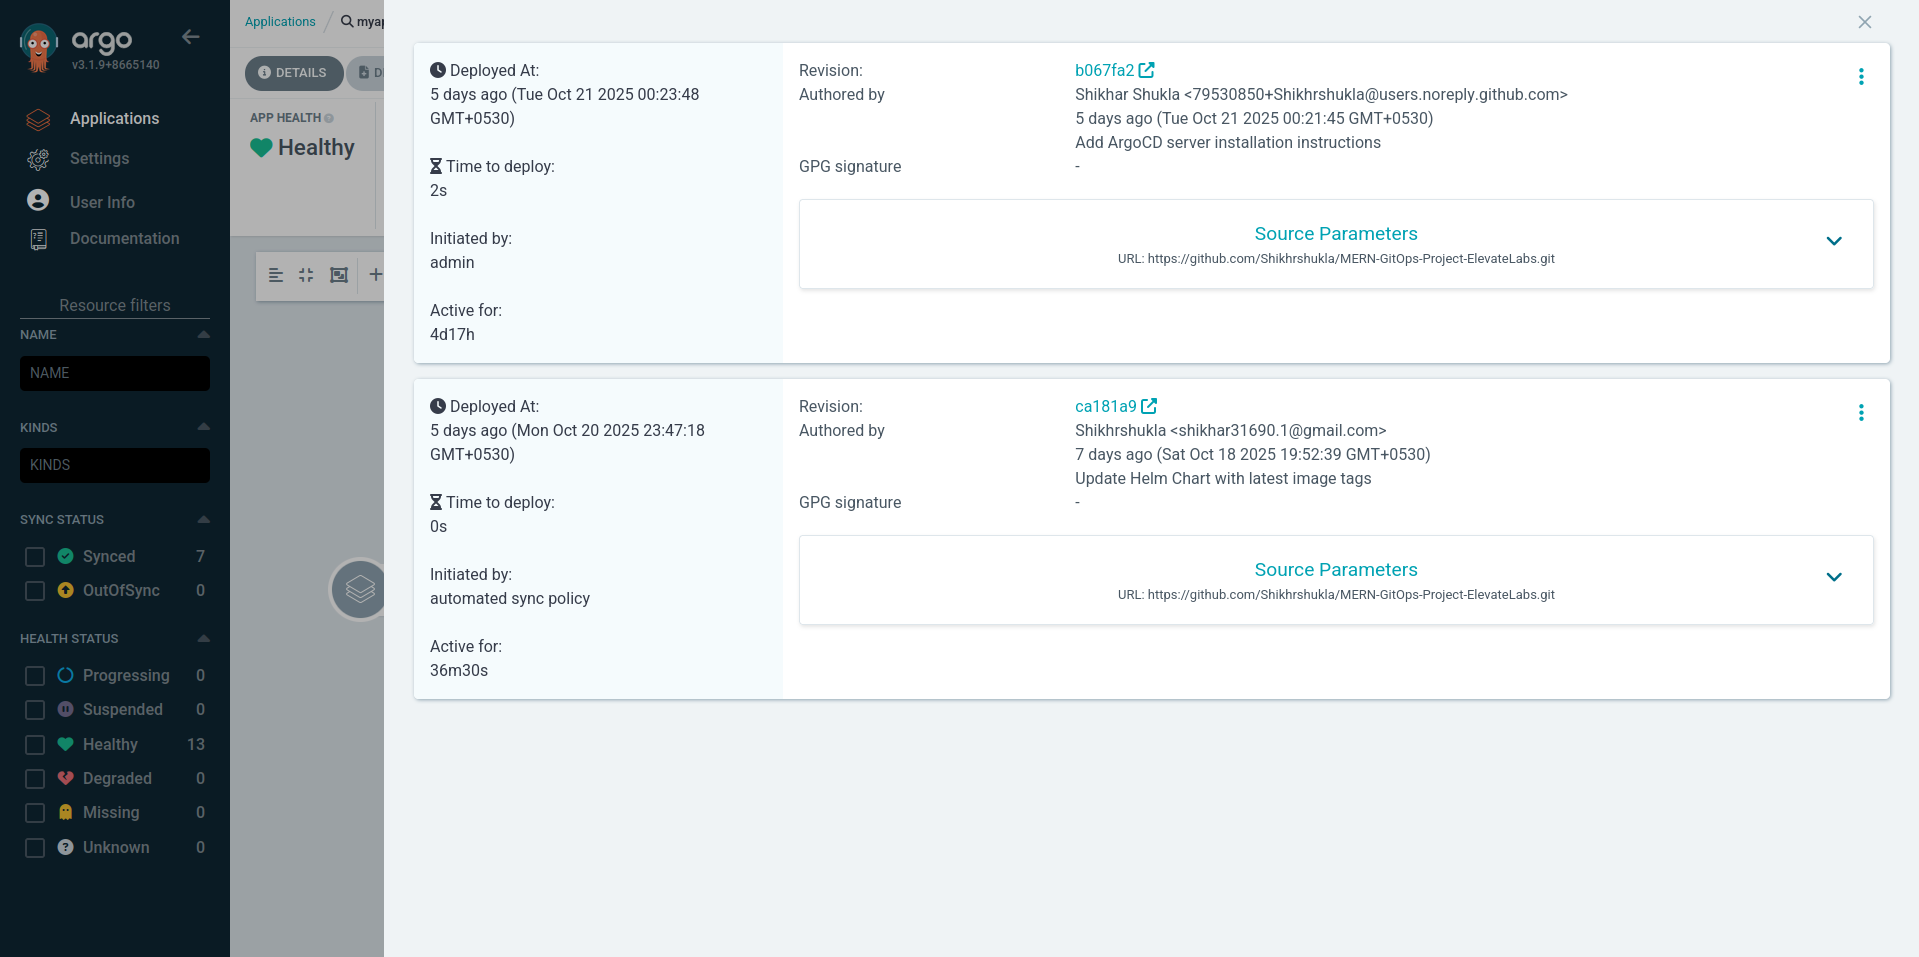 argo
v3.1.9+8665140
Applications
Settings
User Info
Documentation
Resource filters
NAME
NAME
KINDS
KINDS
SYNC STATUS
Synced 7
OutOfSync 0
HEALTH STATUS
Progressing 0
Suspended 0
Healthy 13
Degraded 0
Missing 0
Unknown 0
Applications
DETAILS
APP HEALTH
Healthy
Deployed At:
5 days ago (Tue Oct 21 2025 00:23:48
GMT+0530)
Time to deploy:
2s
Initiated by:
admin
Active for:
4d17h
Revision: b067fa2
Authored by Shikhar Shukla <79530850+Shikhrshukla@users.noreply.github.com>
5 days ago (Tue Oct 21 2025 00:21:45 GMT+0530)
Add ArgoCD server installation instructions
GPG signature -
Source Parameters
URL: https://github.com/Shikhrshukla/MERN-GitOps-Project-ElevateLabs.git
Deployed At:
5 days ago (Mon Oct 20 2025 23:47:18
GMT+0530)
Time to deploy:
0s
Initiated by:
automated sync policy
Active for:
36m30s
Revision: ca181a9
Authored by Shikhrshukla <shikhar31690.1@gmail.com>
7 days ago (Sat Oct 18 2025 19:52:39 GMT+0530)
Update Helm Chart with latest image tags
GPG signature -
Source Parameters
URL: https://github.com/Shikhrshukla/MERN-GitOps-Project-ElevateLabs.git